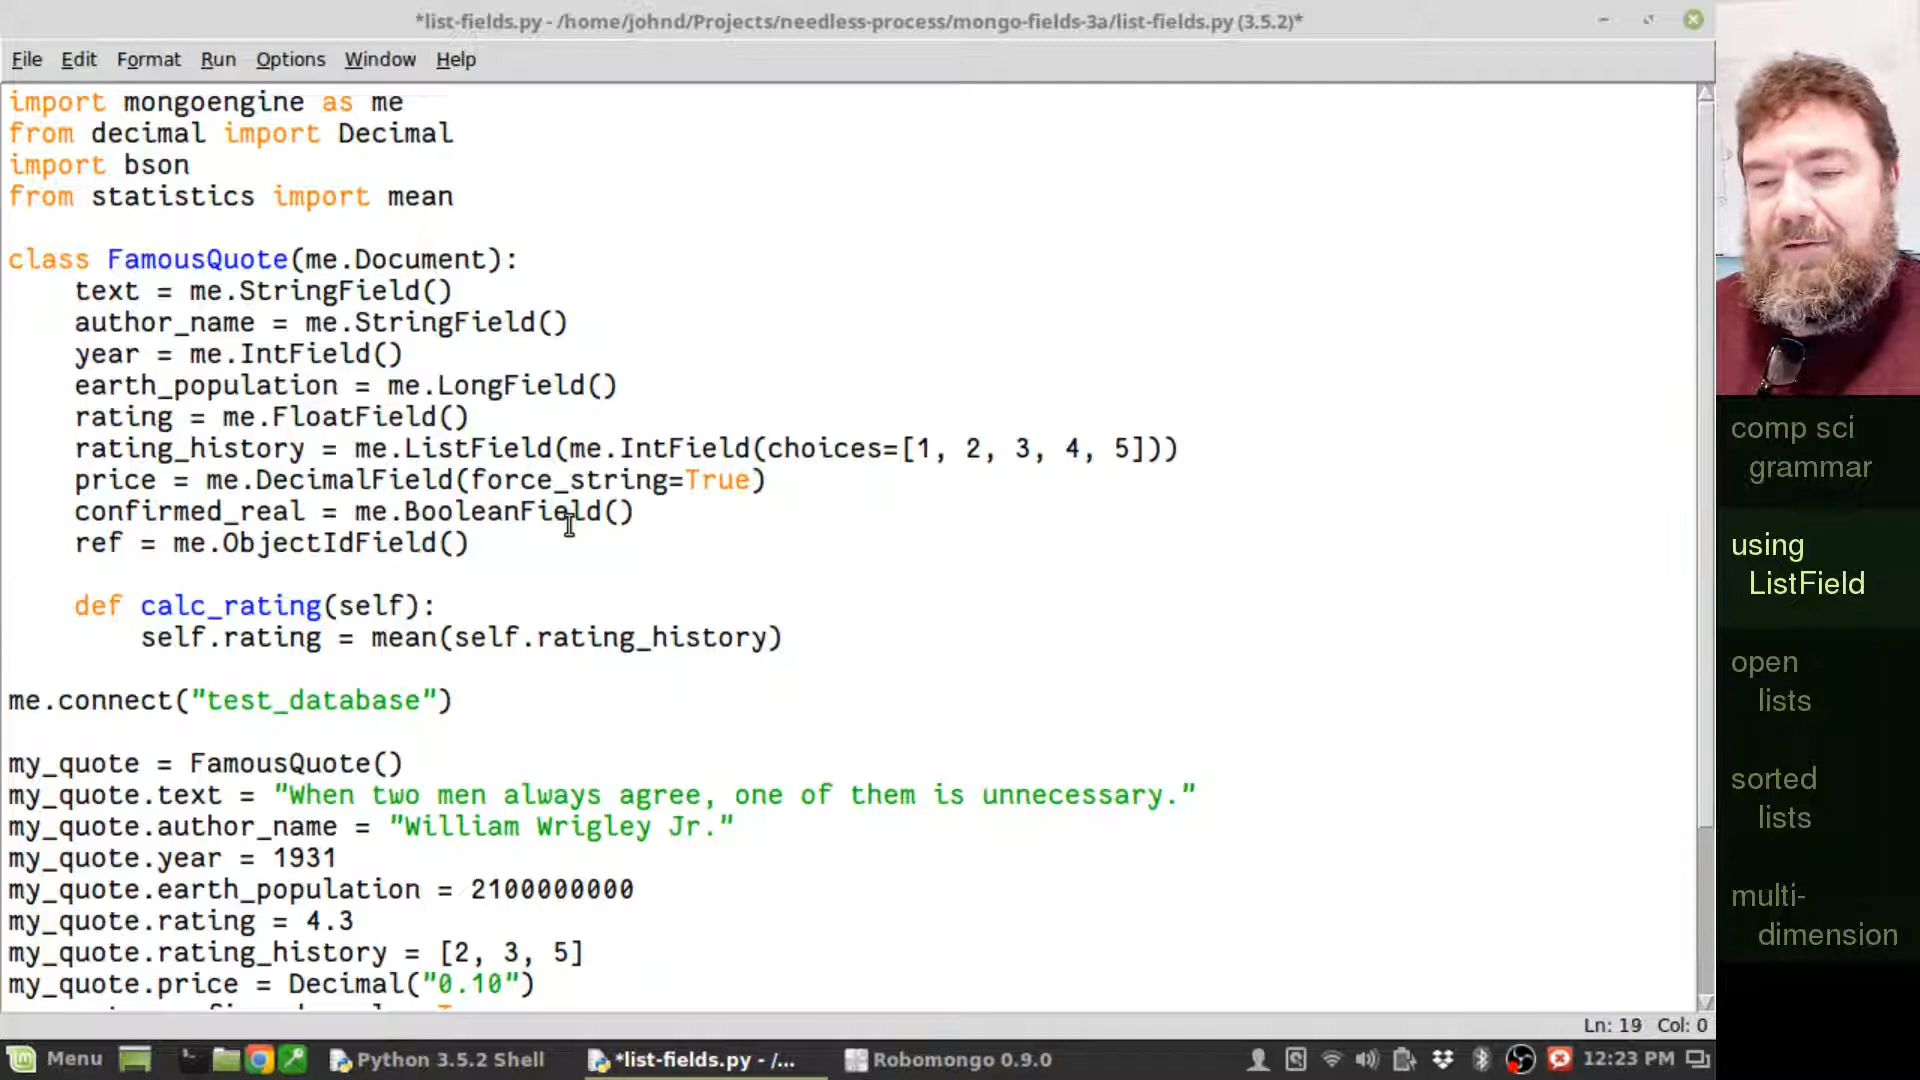 *list-fields.py - /home/johnd/Projects/needless-process/mongo-fields-3a/list-fields.py (3.5.2)*
File Edit Format Run Options Window Help
import mongoengine as me
from decimal import Decimal
import bson
from statistics import mean
class FamousQuote(me.Document):
    text = me.StringField()
    author_name = me.StringField()
    year = me.IntField()
    earth_population = me.LongField()
    rating = me.FloatField()
    rating_history = me.ListField(me.IntField(choices=[1, 2, 3, 4, 5]))
    price = me.DecimalField(force_string=True)
    confirmed_real = me.BooleanField()
    ref = me.ObjectIdField()
    def calc_rating(self):
        self.rating = mean(self.rating_history)
me.connect("test_database")
my_quote = FamousQuote()
my_quote.text = "When two men always agree, one of them is unnecessary."
my_quote.author_name = "William Wrigley Jr."
my_quote.year = 1931
my_quote.earth_population = 2100000000
my_quote.rating = 4.3
my_quote.rating_history = [2, 3, 5]
my_quote.price = Decimal("0.10")
Ln: 19 Col: 0
comp sci
grammar
using
ListField
open
lists
sorted
lists
multi-
dimension
Menu Python 3.5.2 Shell *list-fields.py - /... Robomongo 0.9.0 12:23 PM